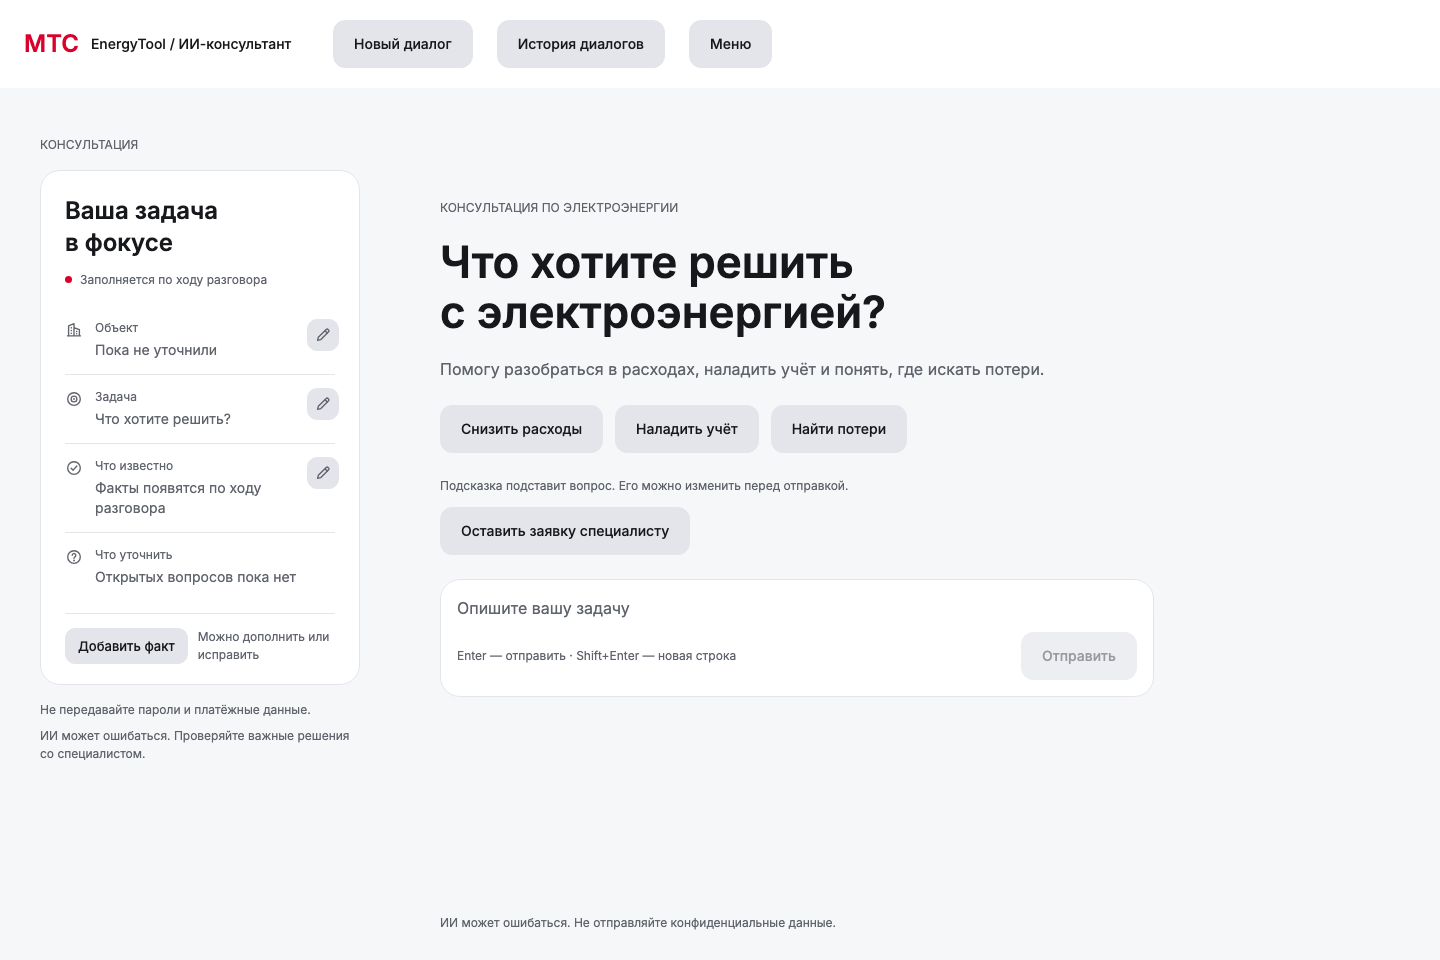 МТС EnergyTool / ИИ-консультант Новый диалог История диалогов Меню
КОНСУЛЬТАЦИЯ
Ваша задача
в фокусе
Заполняется по ходу разговора
Объект
Пока не уточнили
Задача
Что хотите решить?
Что известно
Факты появятся по ходу
разговора
Что уточнить
Открытых вопросов пока нет
Добавить факт
Можно дополнить или
исправить
Не передавайте пароли и платёжные данные.
ИИ может ошибаться. Проверяйте важные решения
со специалистом.
КОНСУЛЬТАЦИЯ ПО ЭЛЕКТРОЭНЕРГИИ
Что хотите решить
с электроэнергией?
Помогу разобраться в расходах, наладить учёт и понять, где искать потери.
Снизить расходы Наладить учёт Найти потери
Подсказка подставит вопрос. Его можно изменить перед отправкой.
Оставить заявку специалисту
Опишите вашу задачу
Enter — отправить · Shift+Enter — новая строка Отправить
ИИ может ошибаться. Не отправляйте конфиденциальные данные.